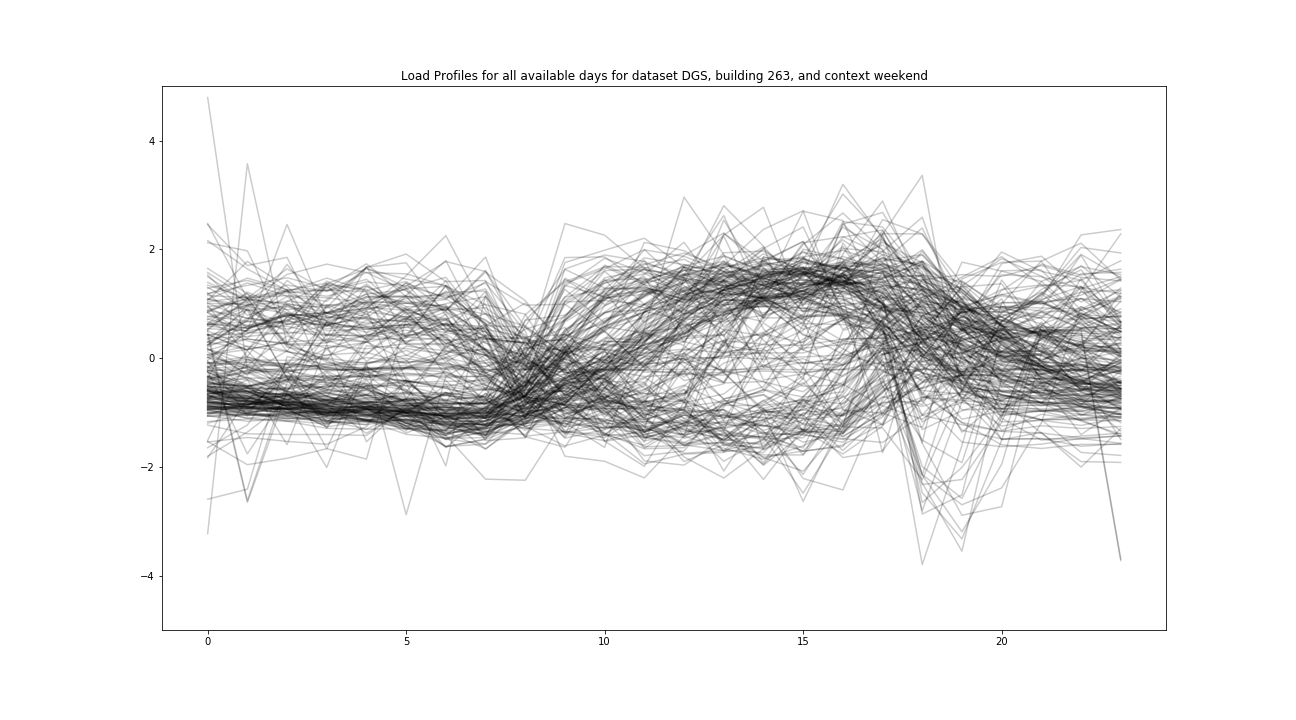 Load Profiles for all available days for dataset DGS, building 263, and context weekend
4
2
0
−2
−4
0 5 10 15 20